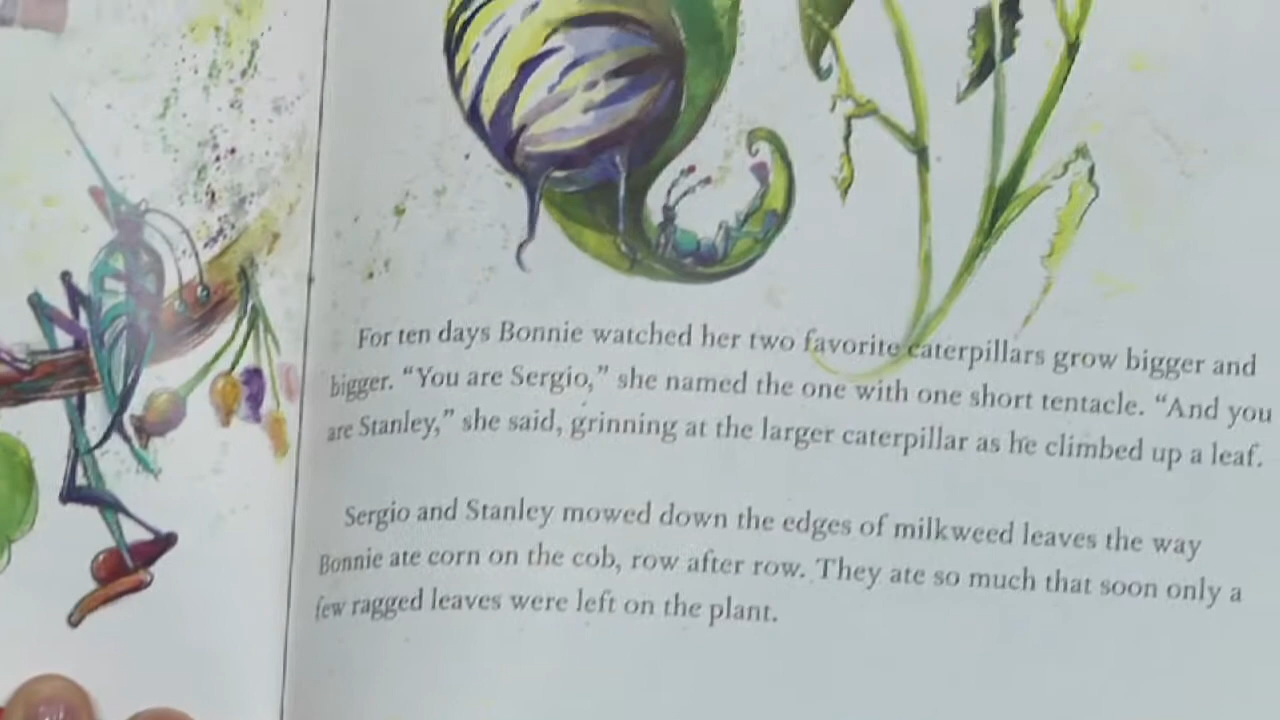 For ten days Bonnie watched her two favorite caterpillars grow bigger and
bigger. “You are Sergio,” she named the one with one short tentacle. “And you
are Stanley,” she said, grinning at the larger caterpillar as he climbed up a leaf.
Sergio and Stanley mowed down the edges of milkweed leaves the way
Bonnie ate corn on the cob, row after row. They ate so much that soon only a
few ragged leaves were left on the plant.